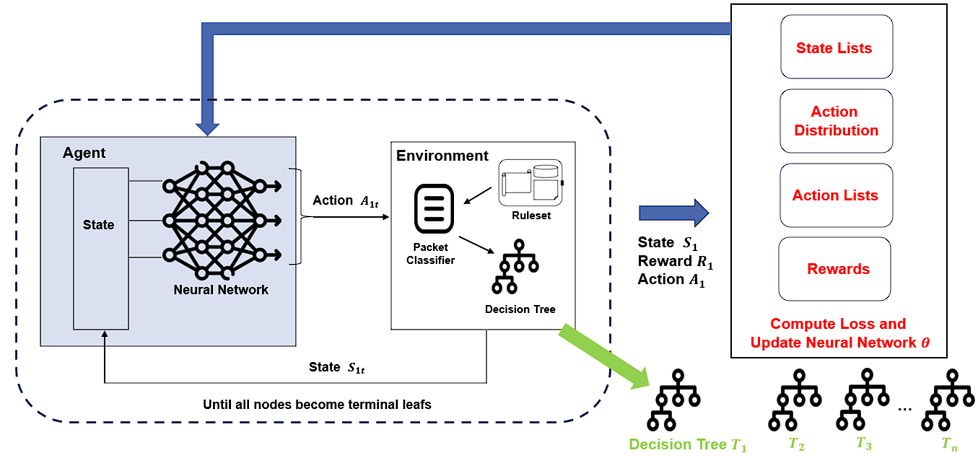 Agent
State
Neural Network
Action A₁ₜ
Environment
Ruleset
Packet
Classifier
Decision Tree
State S₁ₜ
Until all nodes become terminal leafs
State S₁
Reward R₁
Action A₁
State Lists
Action
Distribution
Action Lists
Rewards
Compute Loss and
Update Neural Network θ
Decision Tree T₁
T₂
T₃
...
Tₙ